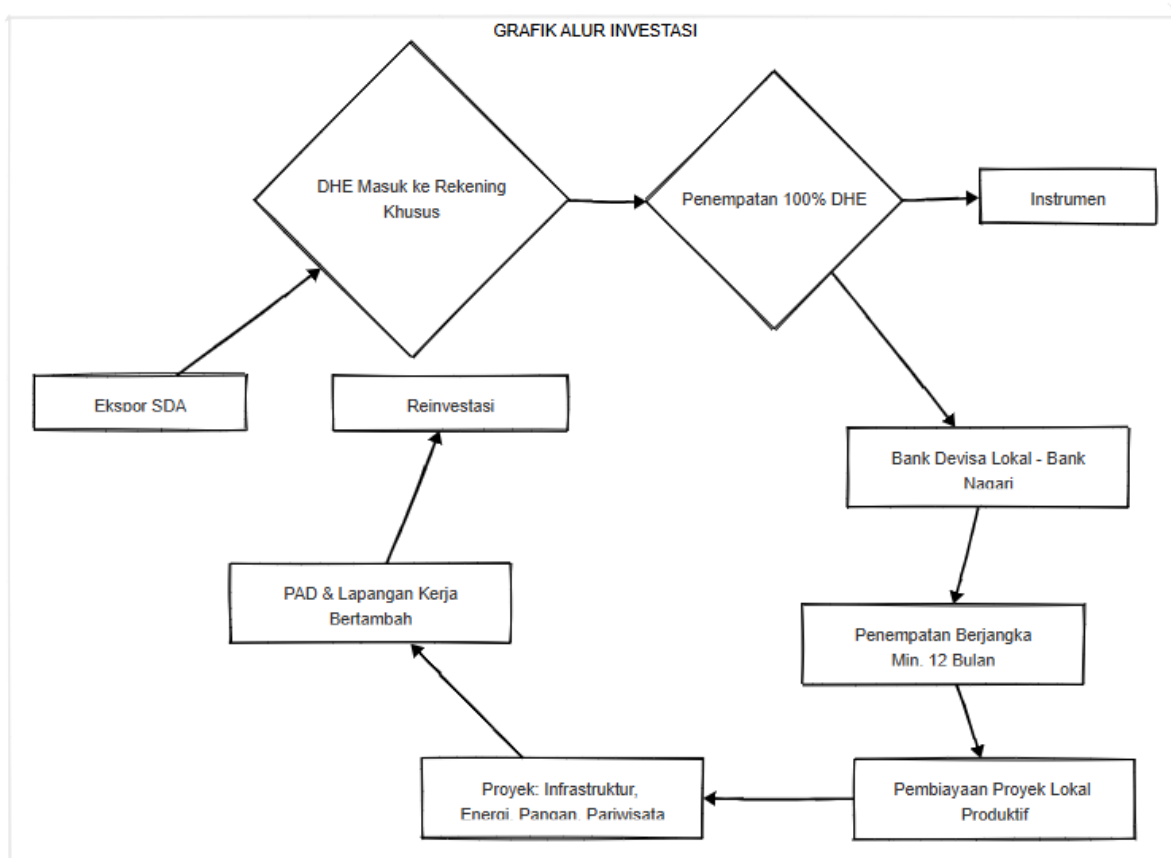 GRAFIK ALUR INVESTASI
DHE Masuk ke Rekening
Khusus
Penempatan 100% DHE
Instrumen
Ekspor SDA
Reinvestasi
Bank Devisa Lokal - Bank
Nagari
PAD & Lapangan Kerja
Bertambah
Penempatan Berjangka
Min. 12 Bulan
Proyek: Infrastruktur,
Energi, Pangan, Pariwisata
Pembiayaan Proyek Lokal
Produktif